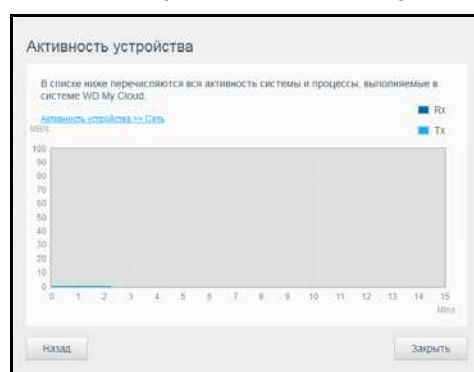 Активность устройства
В списке ниже перечисляются вся активность системы и процессы, выполняемые в
системе WD My Cloud.
Rx
Активность устройства >> Сеть
MB/s
Tx
100
90
80
70
60
50
40
30
20
10
0 1 2 3 4 5 6 7 8 9 10 11 12 13 14 15
Mins
Назад
Закрыть